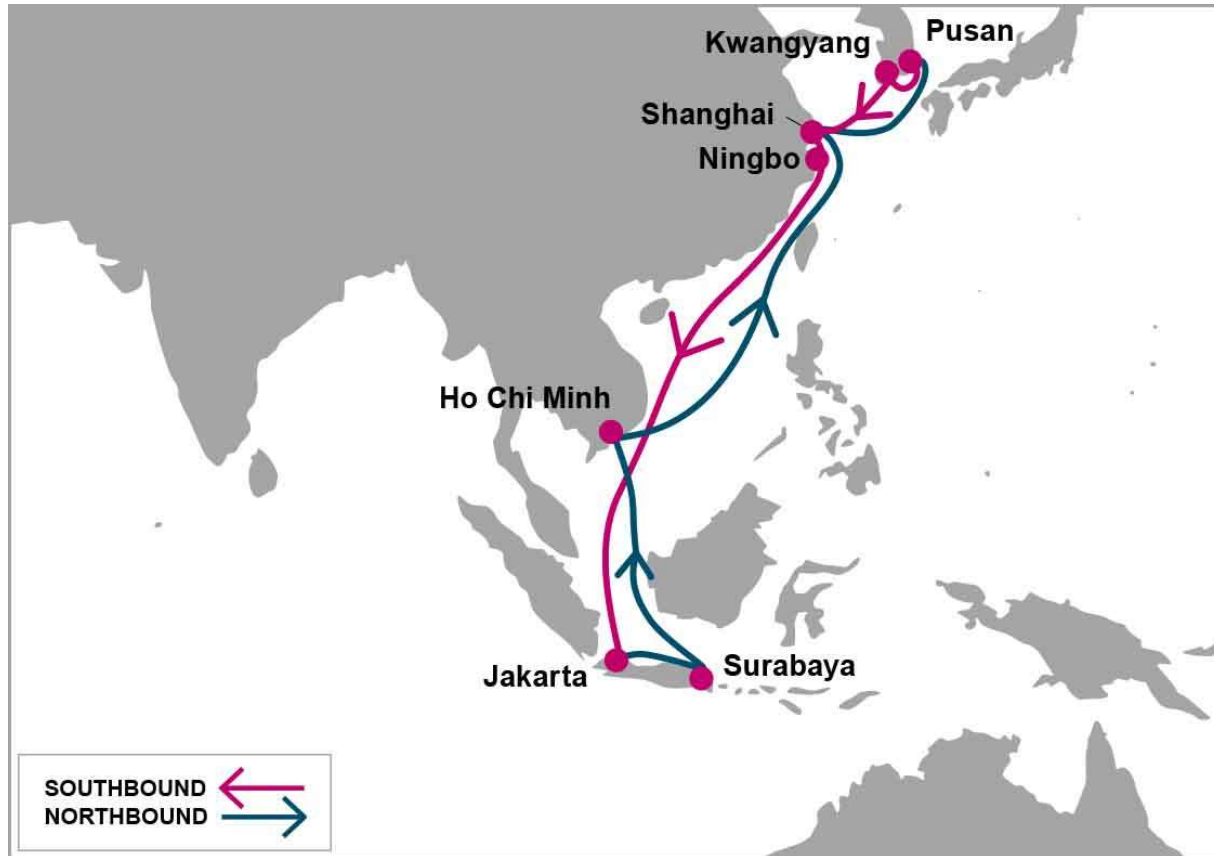 Pusan
Kwangyang
Shanghai
Ningbo
Ho Chi Minh
Jakarta
Surabaya
SOUTHBOUND
NORTHBOUND